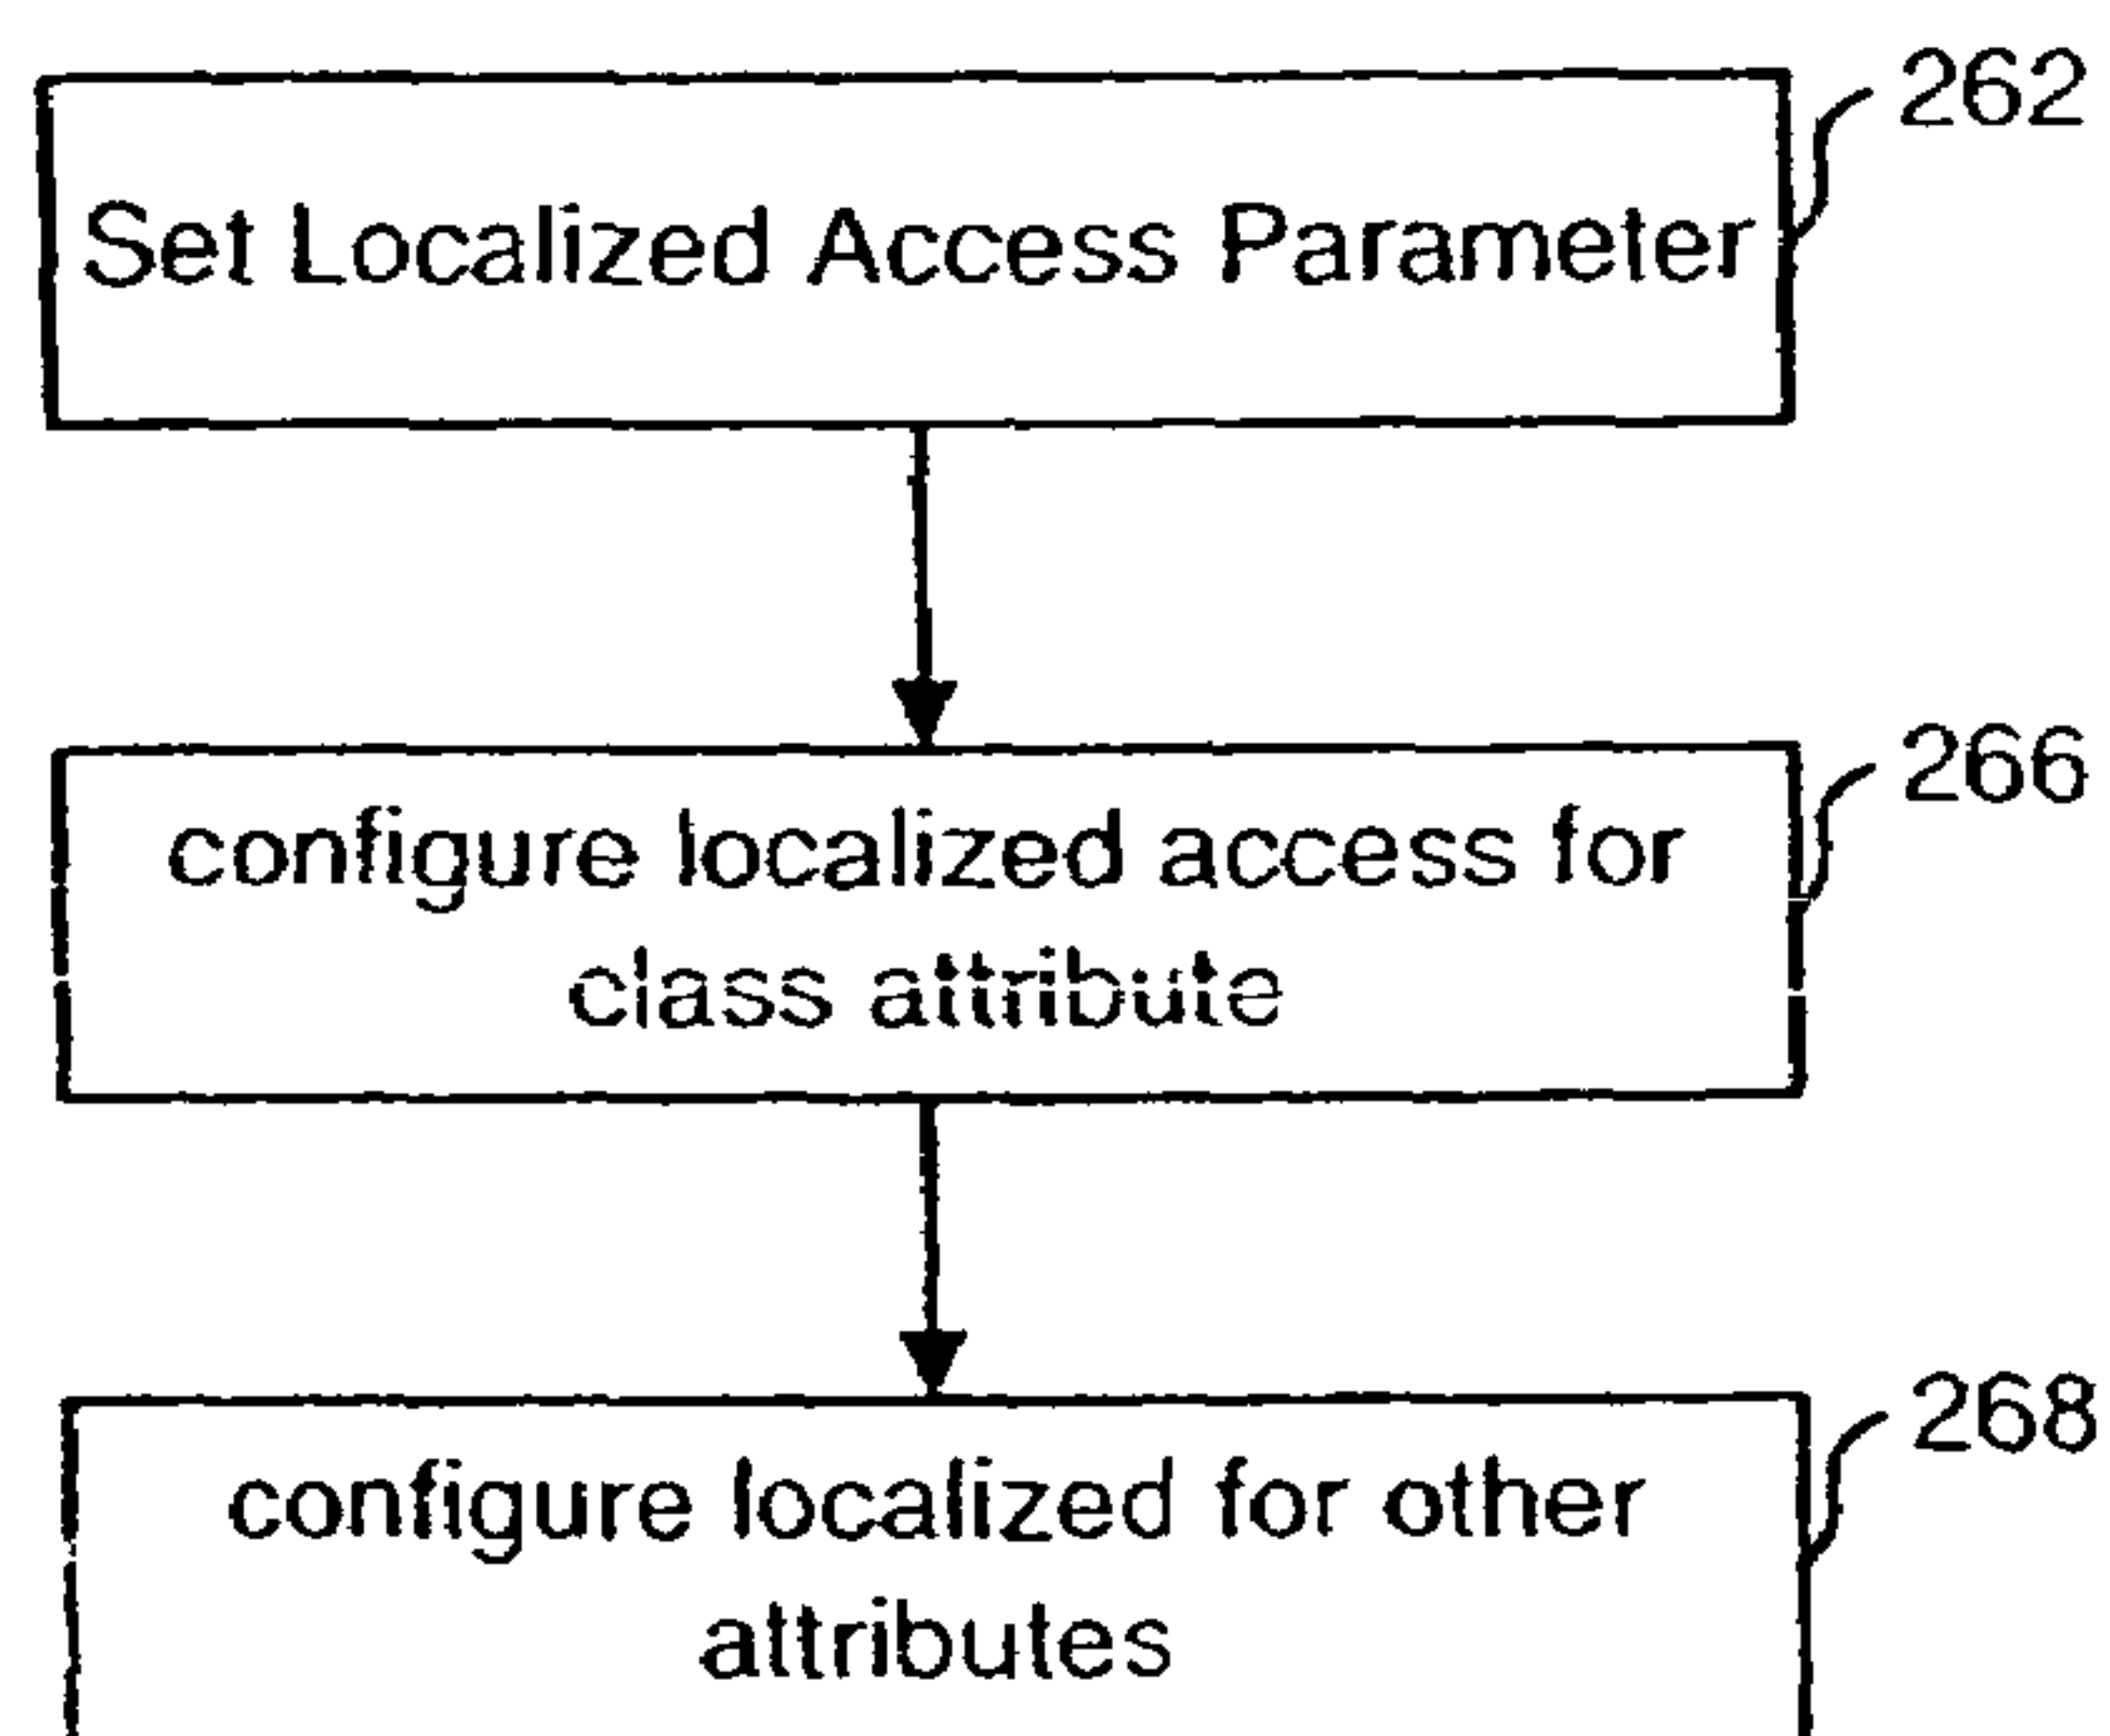 262
Set Localized Access Parameter
266
configure localized access for
class attribute
268
configure localized for other
attributes